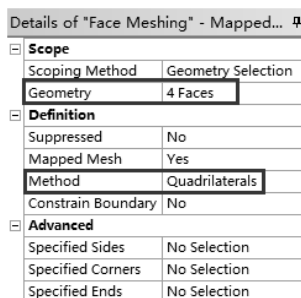 Details of "Face Meshing" - Mapped...
Scope
Scoping Method Geometry Selection
Geometry 4 Faces
Definition
Suppressed No
Mapped Mesh Yes
Method Quadrilaterals
Constrain Boundary No
Advanced
Specified Sides No Selection
Specified Corners No Selection
Specified Ends No Selection